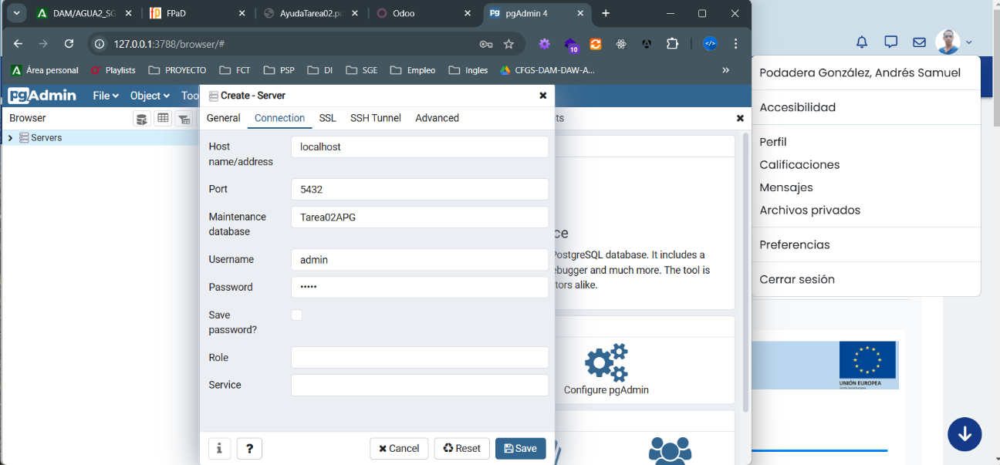 DAM/AGUA2_SG
FPaD
AyudaTarea02.p
Odoo
pgAdmin 4
127.0.0.1:3788/browser/#
10
Área personal
Playlists
PROYECTO
FCT
PSP
DI
SGE
Empleo
Ingles
CFGS-DAM-DAW-A...
»
pgAdmin
File
Object
Too
Create - Server
Browser
General
Connection
SSL
SSH Tunnel
Advanced
ts
Servers
Host
name/address
localhost
Port
5432
Maintenance
database
Tarea02APG
Username
admin
Password
•••••
Save
password?
Role
Service
ce
PostgreSQL database. It includes a
ebugger and much more. The tool is
tors alike.
Configure pgAdmin
i
?
Cancel
Reset
Save
Podadera González, Andrés Samuel
Accesibilidad
Perfil
Calificaciones
Mensajes
Archivos privados
Preferencias
Cerrar sesión
UNIÓN EUROPEA